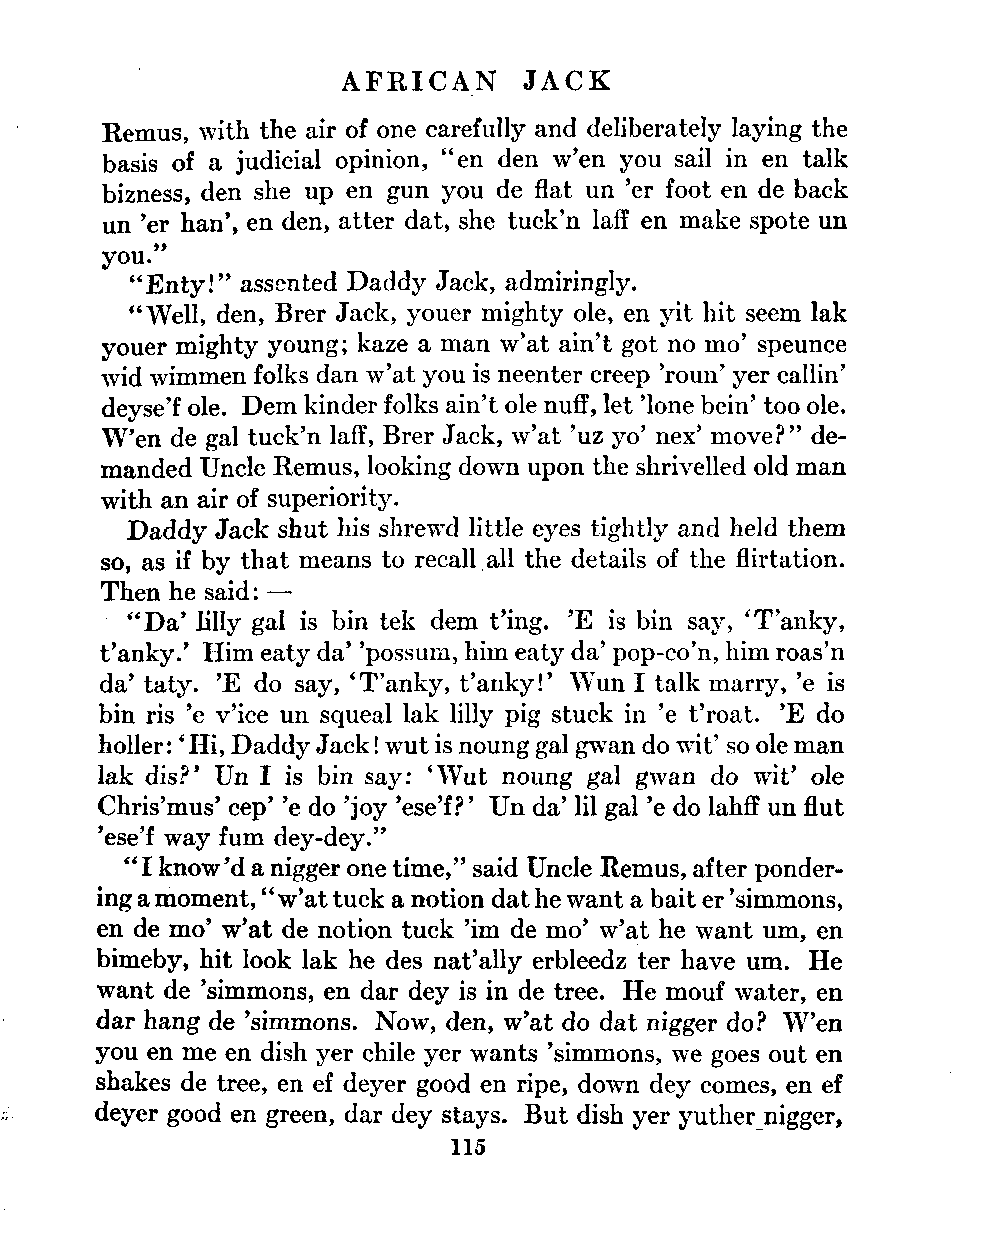 AFRICAN JACK
Remus, with the air of one carefully and deliberately laying the
basis of a judicial opinion, “en den w’en you sail in en talk
bizness, den she up en gun you de flat un ’er foot en de back
un ’er han’, en den, atter dat, she tuck’n laff en make spote un
you.”
“Enty!” assented Daddy Jack, admiringly.
“Well, den, Brer Jack, youer mighty ole, en yit hit seem lak
youer mighty young; kaze a man w’at ain’t got no mo’ speunce
wid wimmen folks dan w’at you is neenter creep ’roun’ yer callin’
deyse’f ole. Dem kinder folks ain’t ole nuff, let ’lone bein’ too ole.
W’en de gal tuck’n laff, Brer Jack, w’at ’uz yo’ nex’ move?” de-
manded Uncle Remus, looking down upon the shrivelled old man
with an air of superiority.
Daddy Jack shut his shrewd little eyes tightly and held them
so, as if by that means to recall all the details of the flirtation.
Then he said: —
“Da’ lilly gal is bin tek dem t’ing. ’E is bin say, ‘T’anky,
t’anky.’ Him eaty da’ ’possum, him eaty da’ pop-co’n, him roas’n
da’ taty. ’E do say, ‘T’anky, t’anky!’ Wun I talk marry, ’e is
bin ris ’e v’ice un squeal lak lilly pig stuck in ’e t’roat. ’E do
holler: ‘Hi, Daddy Jack! wut is noung gal gwan do wit’ so ole man
lak dis?’ Un I is bin say: ‘Wut noung gal gwan do wit’ ole
Chris’mus’ cep’ ’e do ’joy ’ese’f?’ Un da’ lil gal ’e do lahff un flut
’ese’f way fum dey-dey.”
“I know’d a nigger one time,” said Uncle Remus, after ponder-
ing a moment, “w’at tuck a notion dat he want a bait er ’simmons,
en de mo’ w’at de notion tuck ’im de mo’ w’at he want um, en
bimeby, hit look lak he des nat’ally erbleedz ter have um. He
want de ’simmons, en dar dey is in de tree. He mouf water, en
dar hang de ’simmons. Now, den, w’at do dat nigger do? W’en
you en me en dish yer chile yer wants ’simmons, we goes out en
shakes de tree, en ef deyer good en ripe, down dey comes, en ef
deyer good en green, dar dey stays. But dish yer yuther nigger,
115